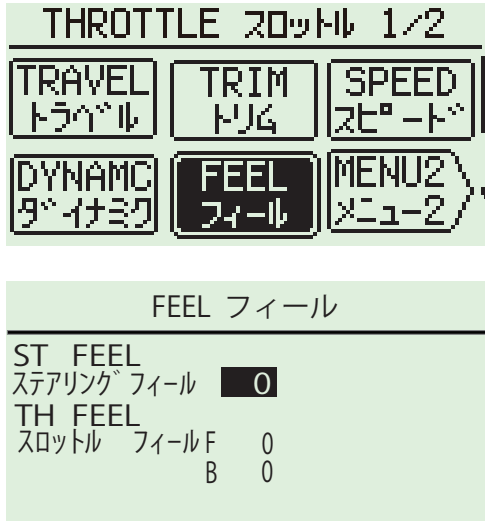 THROTTLE スロットル 1/2
TRAVEL TRIM SPEED
トラベル トリム スピード
DYNAMC FEEL MENU2
ダイナミク フィール メニュー2
FEEL フィール
ST FEEL
ステアリングフィール 0
TH FEEL
スロットル フィール F 0
B 0